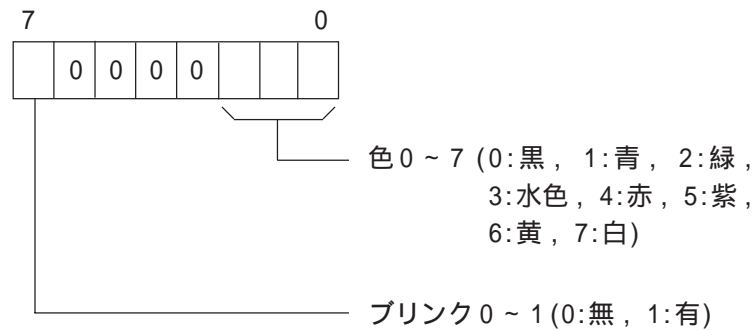 7 0
0 0 0 0
色0~7(0:黒, 1:青, 2:緑,
3:水色, 4:赤, 5:紫,
6:黄, 7:白)
ブリンク0~1(0:無, 1:有)